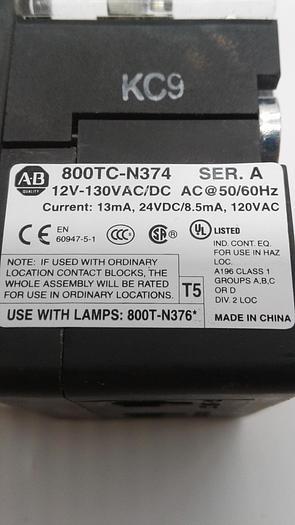 KC9
A·B
QUALITY
800TC-N374 SER. A
12V-130VAC/DC AC@50/60Hz
Current: 13mA, 24VDC/8.5mA, 120VAC
CE EN
60947-5-1
CCC
SA
UL
LISTED
IND. CONT. EQ.
FOR USE IN HAZ
LOC.
A196 CLASS 1
GROUPS A,B,C
OR D
DIV. 2 LOC
NOTE: IF USED WITH ORDINARY
LOCATION CONTACT BLOCKS, THE
WHOLE ASSEMBLY WILL BE RATED
FOR USE IN ORDINARY LOCATIONS.
T5
USE WITH LAMPS: 800T-N376*
MADE IN CHINA